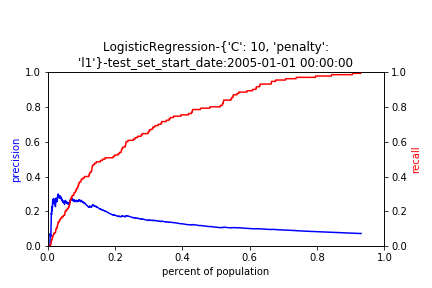 LogisticRegression-{'C': 10, 'penalty':
'l1'}-test_set_start_date:2005-01-01 00:00:00
1.0
0.8
0.6
0.4
0.2
0.0
precision
1.0
0.8
0.6
0.4
0.2
0.0
recall
0.0 0.2 0.4 0.6 0.8 1.0
percent of population